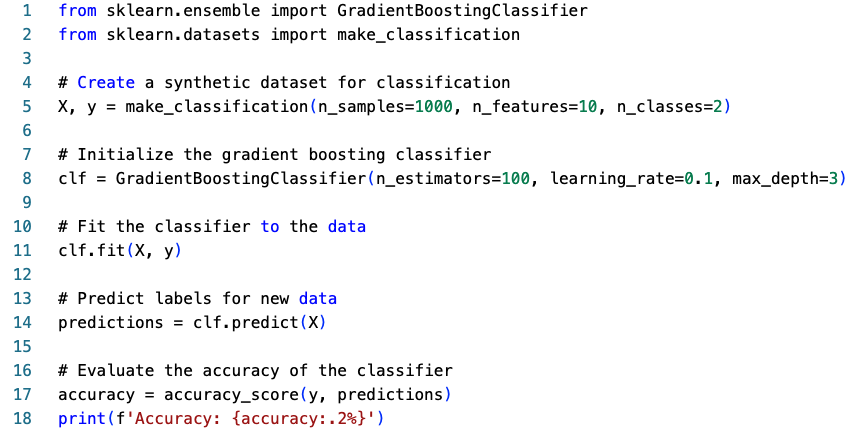 1 from sklearn.ensemble import GradientBoostingClassifier
2 from sklearn.datasets import make_classification
3
4 # Create a synthetic dataset for classification
5 X, y = make_classification(n_samples=1000, n_features=10, n_classes=2)
6
7 # Initialize the gradient boosting classifier
8 clf = GradientBoostingClassifier(n_estimators=100, learning_rate=0.1, max_depth=3)
9
10 # Fit the classifier to the data
11 clf.fit(X, y)
12
13 # Predict labels for new data
14 predictions = clf.predict(X)
15
16 # Evaluate the accuracy of the classifier
17 accuracy = accuracy_score(y, predictions)
18 print(f'Accuracy: {accuracy:.2%}')